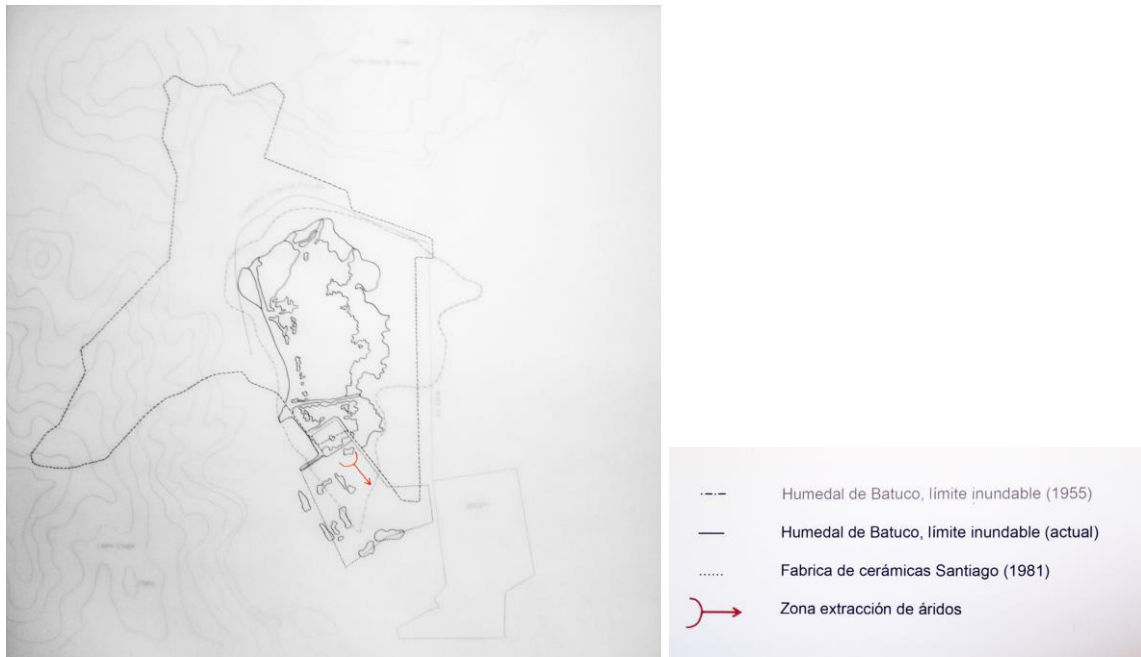 Humedal de Batuco, límite inundable (1955)
Humedal de Batuco, límite inundable (actual)
Fabrica de cerámicas Santiago (1981)
Zona extracción de áridos